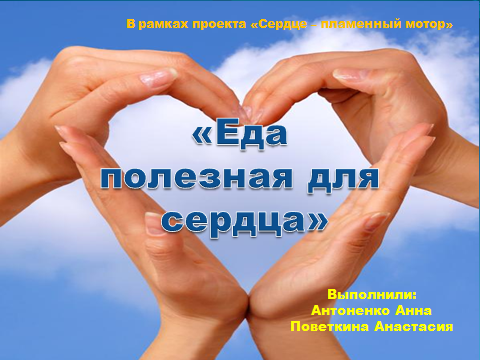 В рамках проекта «Сердце пламенный мотор»
«Еда
полезная для
сердца»
Выполнили:
Антоненко Анна
Поветкина Анастасия